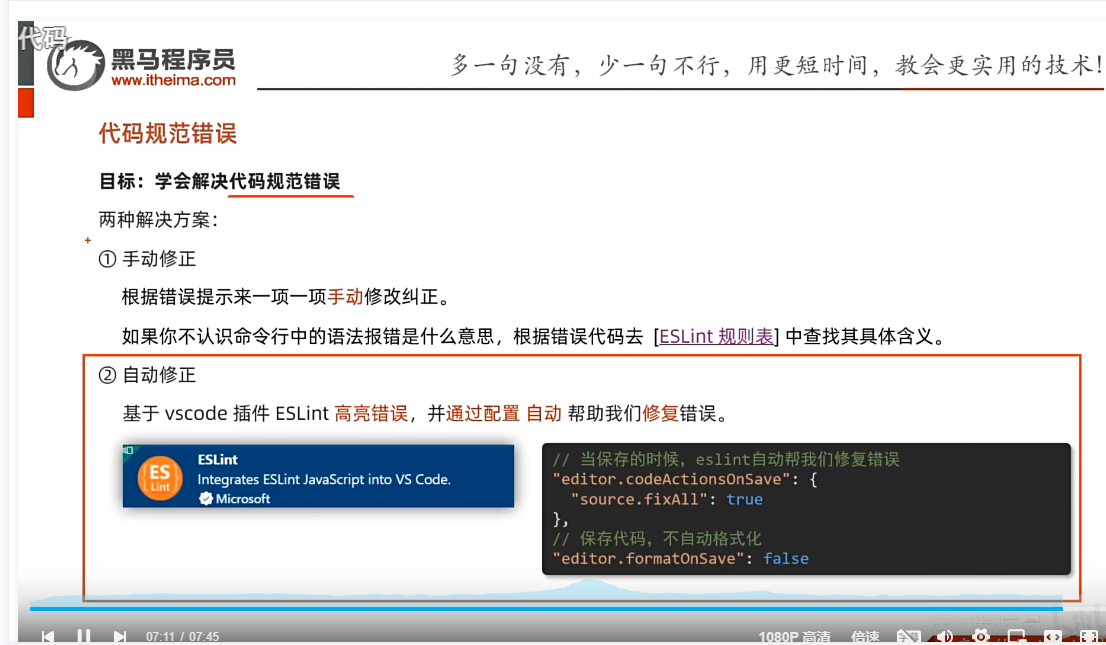 代码
黑马程序员
www.itheima.com
多一句没有，少一句不行，用更短时间，教会更实用的技术!
代码规范错误
目标：学会解决代码规范错误
两种解决方案：
① 手动修正
根据错误提示来一项一项手动修改纠正。
如果你不认识命令行中的语法报错是什么意思，根据错误代码去 [ESLint 规则表] 中查找其具体含义。
② 自动修正
基于 vscode 插件 ESLint 高亮错误，并通过配置 自动 帮助我们修复错误。
ES
Lint
ESLint
Integrates ESLint JavaScript into VS Code.
Microsoft
// 当保存的时候，eslint自动帮我们修复错误
"editor.codeActionsOnSave": {
"source.fixAll": true
},
// 保存代码，不自动格式化
"editor.formatOnSave": false
07:11 / 07:45
1080P 高清
倍速